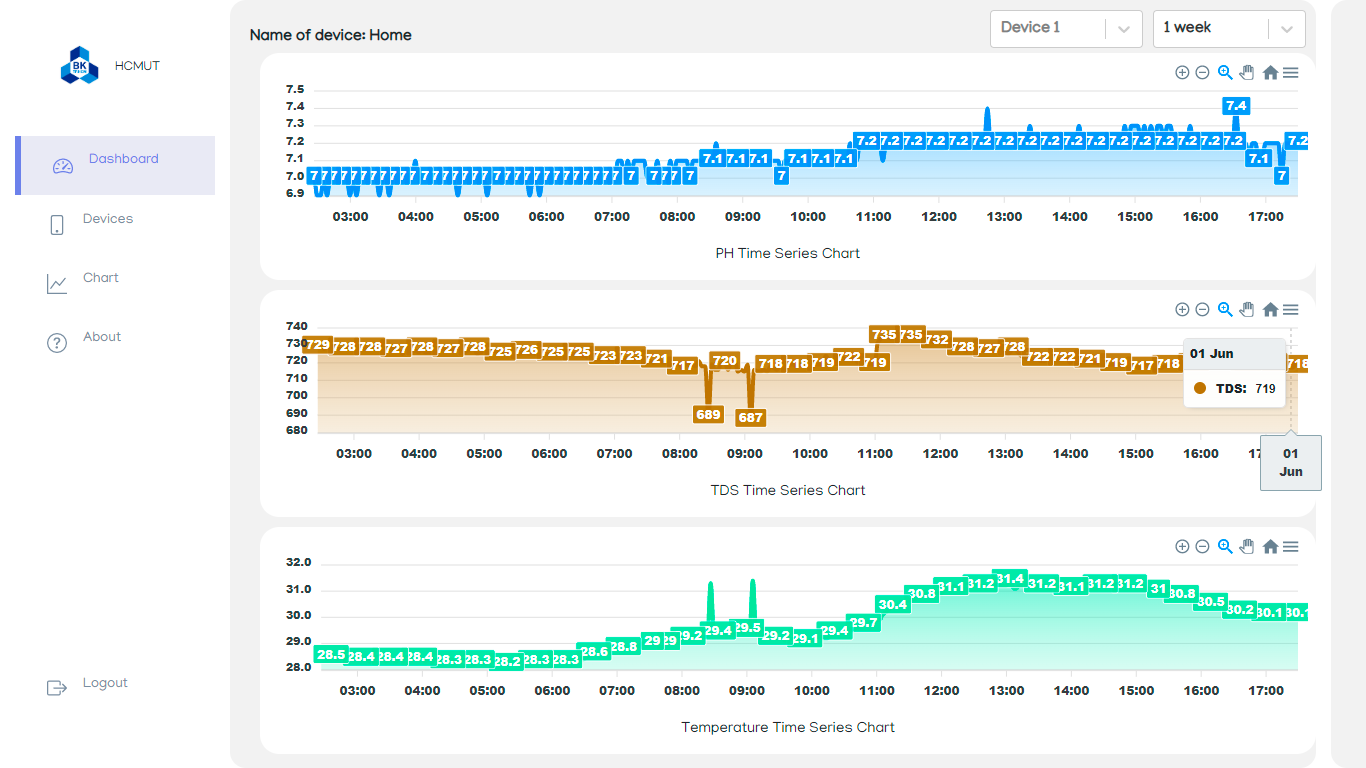 BK
HCMUT
Dashboard
Devices
Chart
About
Logout
Name of device: Home
Device 1
1 week
7.5
7.4
7.3
7.2
7.1
7.0
6.9
7 7 7 7 7 7 7 7 7 7 7 7 7 7 7 7 7 7 7 7 7 7 7 7 7 7 7 7 7 7.1 7.1 7.1 7 7.1 7.1 7.1 7.2 7.2 7.2 7.2 7.2 7.2 7.2 7.2 7.2 7.2 7.2 7.2 7.2 7.2 7.2 7.2 7.4 7.1 7 7.2
03:00 04:00 05:00 06:00 07:00 08:00 09:00 10:00 11:00 12:00 13:00 14:00 15:00 16:00 17:00
PH Time Series Chart
740
730
720
710
700
690
680
729 728 728 727 728 727 728 725 726 725 725 723 723 721 717 689 720 687 718 718 719 722 719 735 735 732 728 727 728 722 722 721 719 717 718 718
01 Jun
TDS: 719
03:00 04:00 05:00 06:00 07:00 08:00 09:00 10:00 11:00 12:00 13:00 14:00 15:00 16:00
01
Jun
TDS Time Series Chart
32.0
31.0
30.0
29.0
28.0
28.5 28.4 28.4 28.4 28.3 28.3 28.2 28.3 28.3 28.6 28.8 29 29 29.2 29.4 29.5 29.2 29.1 29.4 29.7 30.4 30.8 31.1 31.2 31.4 31.2 31.1 31.2 31.2 31 30.8 30.5 30.2 30.1 30.1
03:00 04:00 05:00 06:00 07:00 08:00 09:00 10:00 11:00 12:00 13:00 14:00 15:00 16:00 17:00
Temperature Time Series Chart